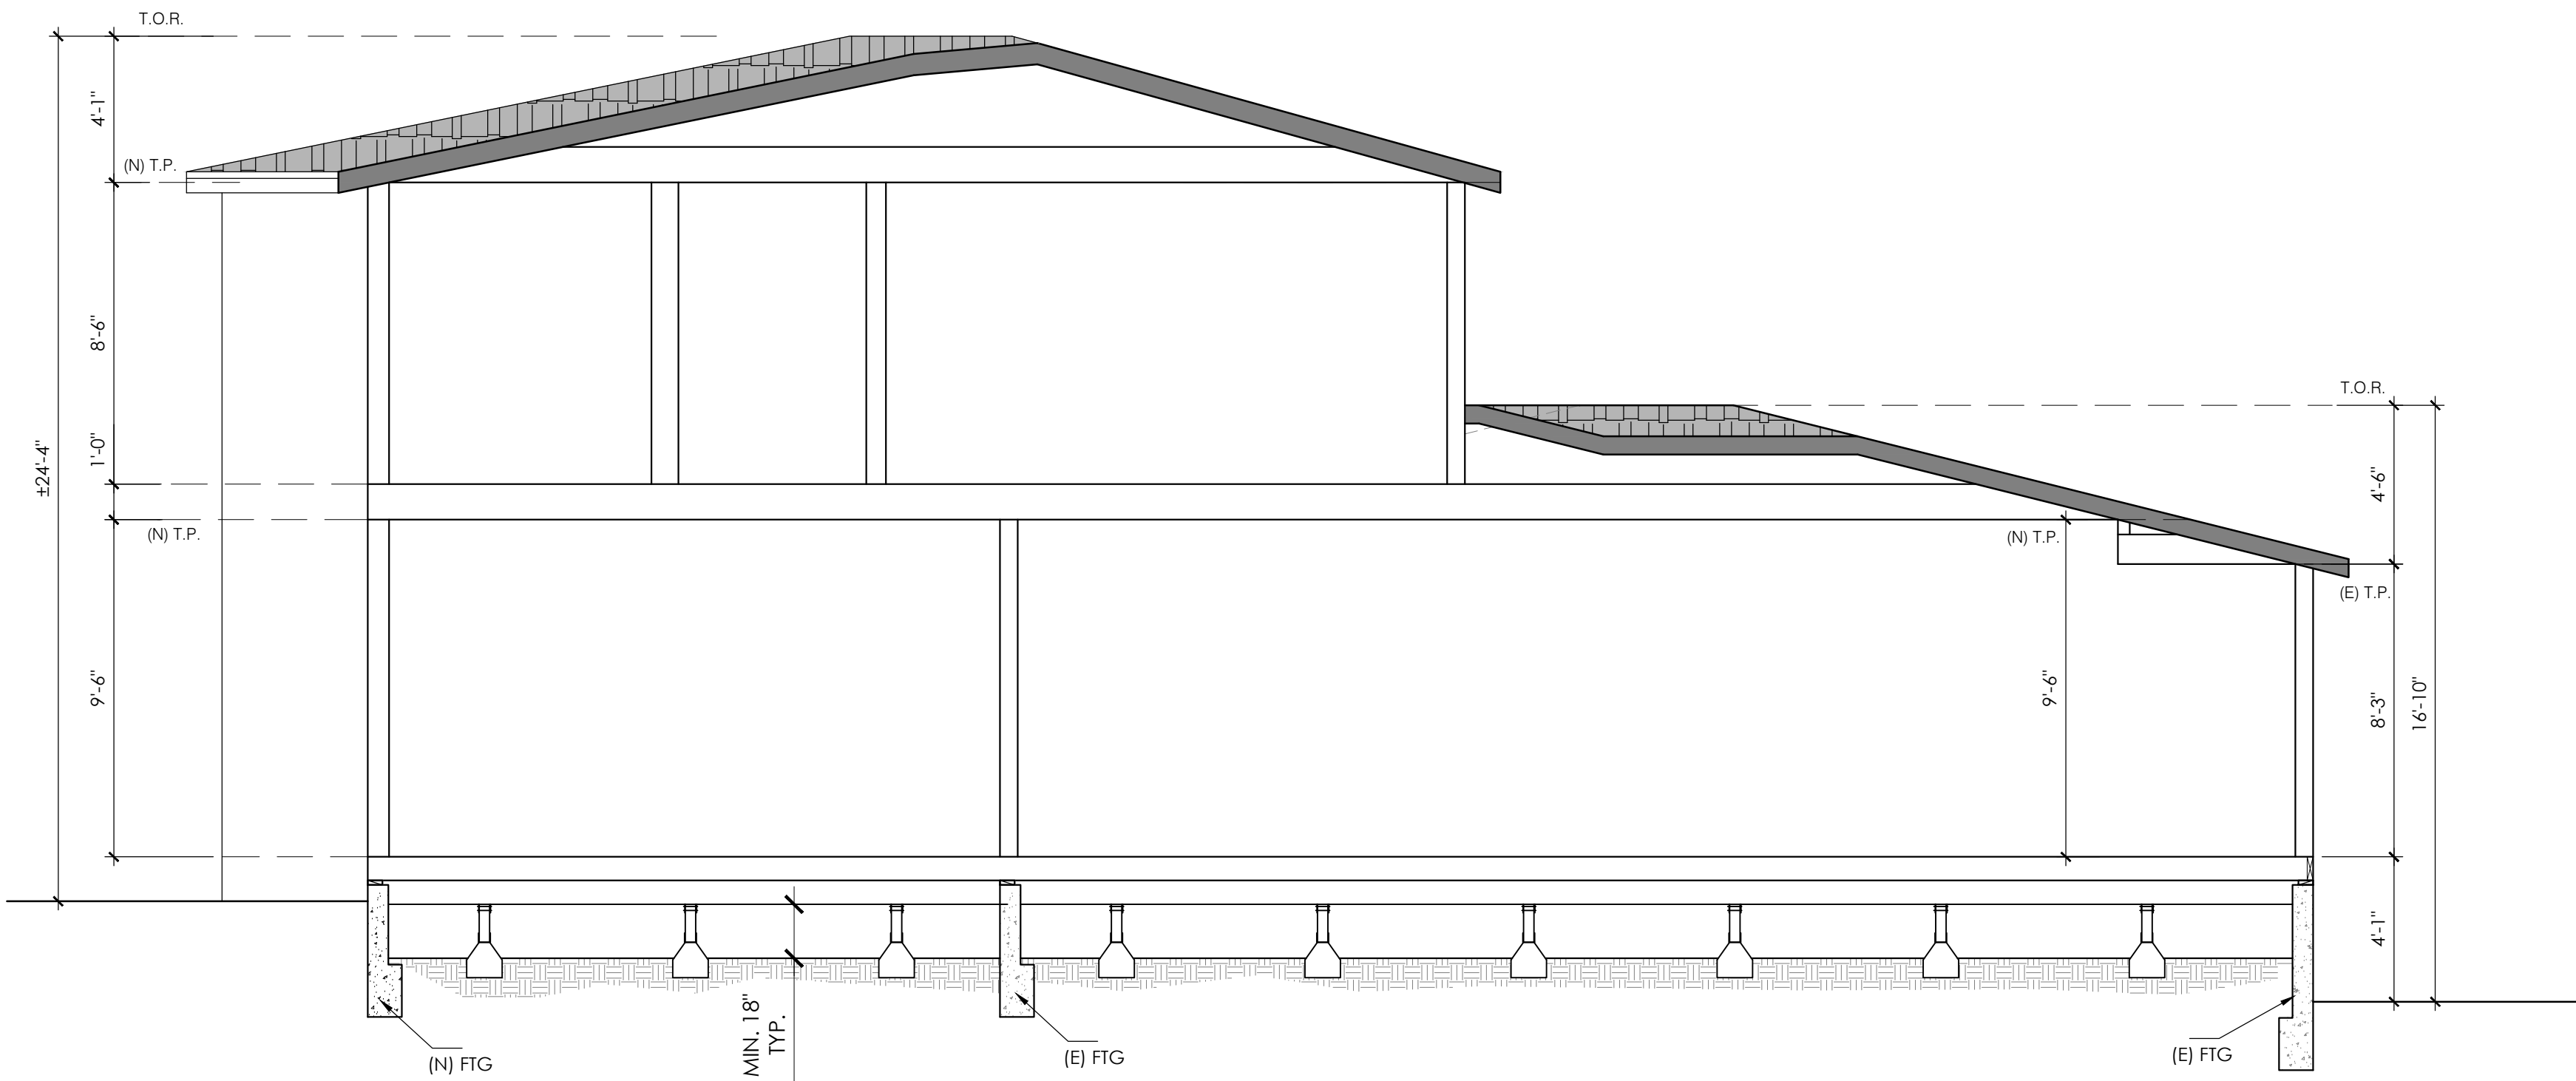 T.O.R.
4'-1"
(N) T.P.
8'-6"
±24'-4"
1'-0"
(N) T.P.
9'-6"
T.O.R.
4'-6"
(N) T.P.
(E) T.P.
9'-6"
8'-3"
16'-10"
4'-1"
MIN. 18"
TYP.
(N) FTG
(E) FTG
(E) FTG